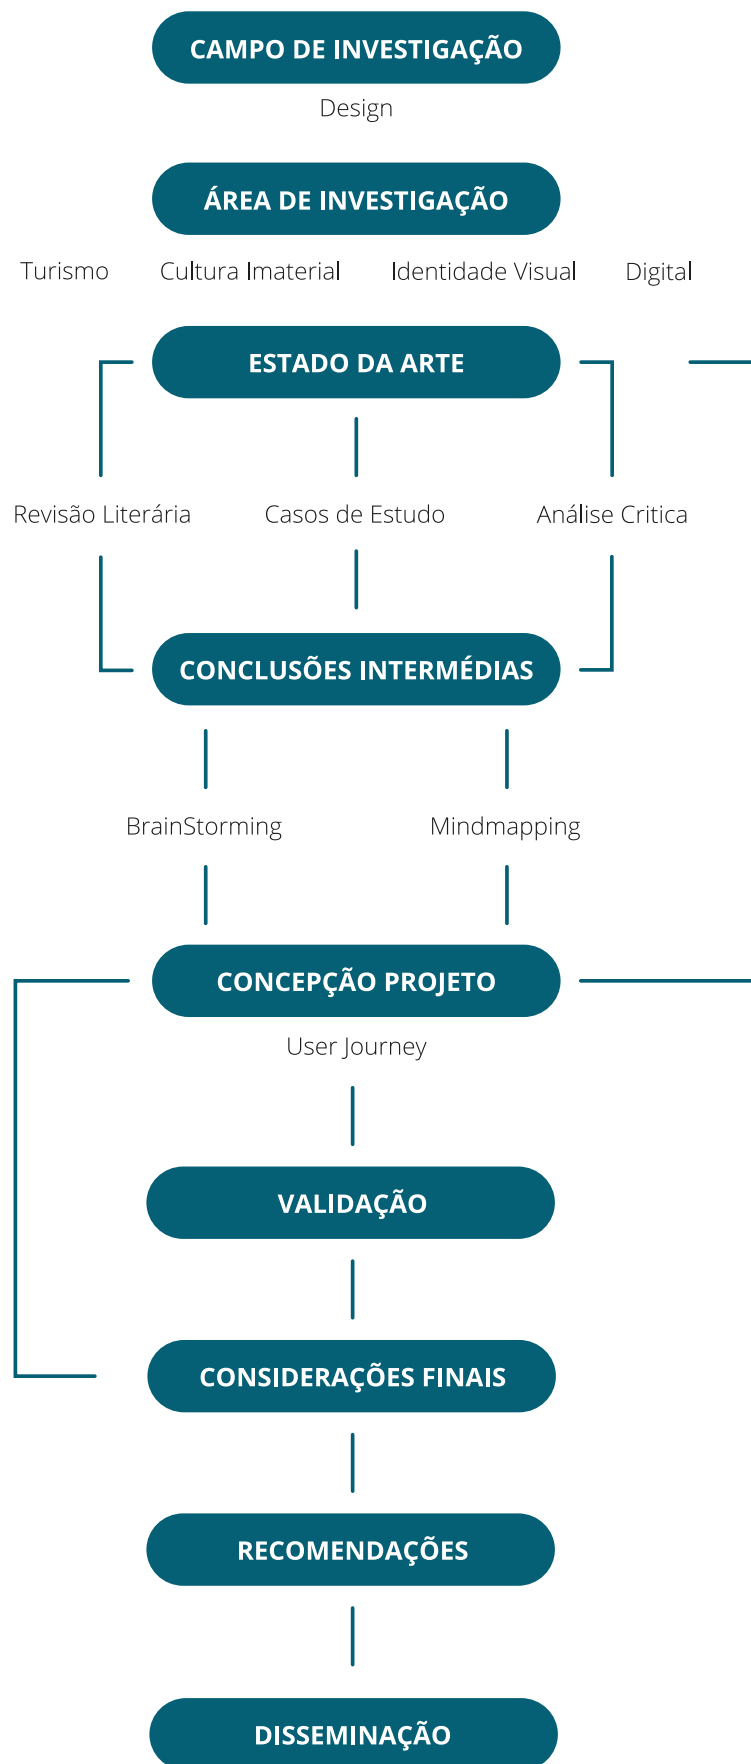 CAMPO DE INVESTIGAÇÃO
Design
ÁREA DE INVESTIGAÇÃO
Turismo Cultura Imaterial Identidade Visual Digital
ESTADO DA ARTE
Revisão Literária Casos de Estudo Análise Critica
CONCLUSÕES INTERMÉDIAS
BrainStorming Mindmapping
CONCEPÇÃO PROJETO
User Journey
VALIDAÇÃO
CONSIDERAÇÕES FINAIS
RECOMENDAÇÕES
DISSEMINAÇÃO